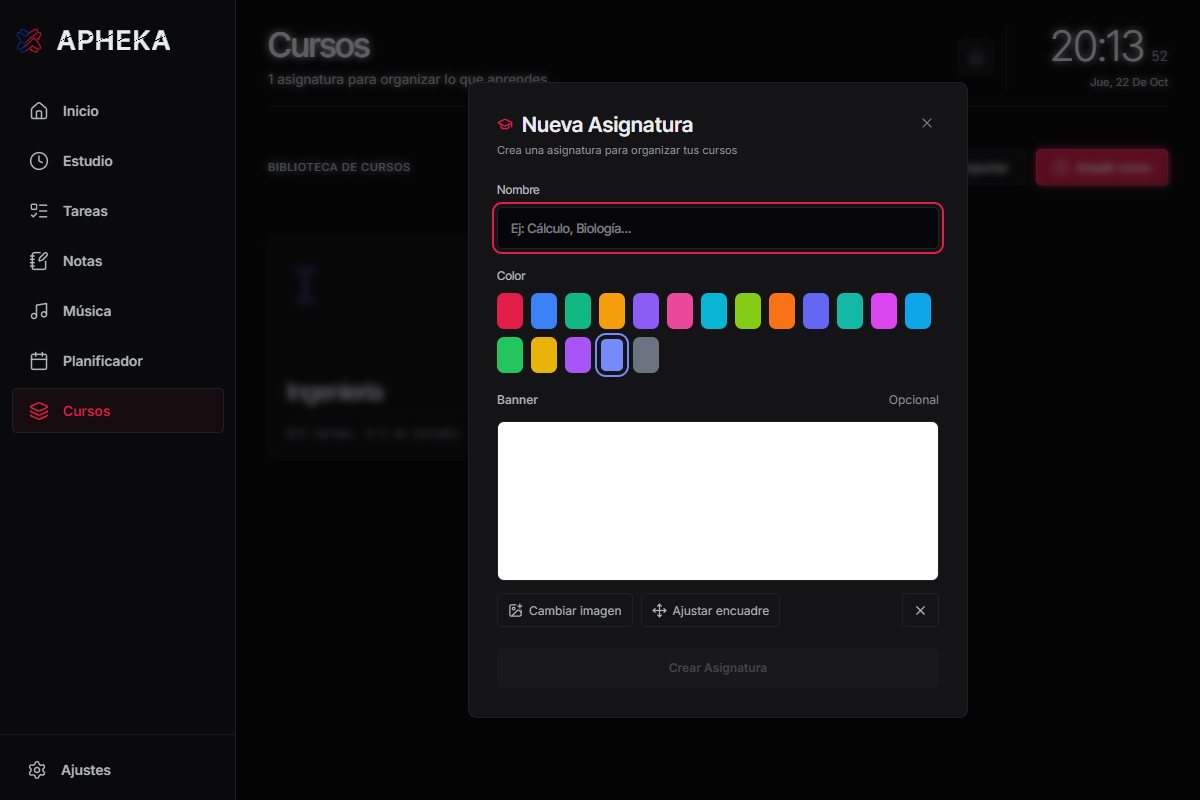 APHEKA
Inicio
Estudio
Tareas
Notas
Música
Planificador
Cursos
Ajustes
Cursos
1 asignatura para organizar lo que aprendes
20:13 52
Jue, 22 De Oct
BIBLIOTECA DE CURSOS
Ingeniería
Nueva Asignatura
Crea una asignatura para organizar tus cursos
Nombre
Ej: Cálculo, Biología...
Color
Banner Opcional
Cambiar imagen
Ajustar encuadre
Crear Asignatura